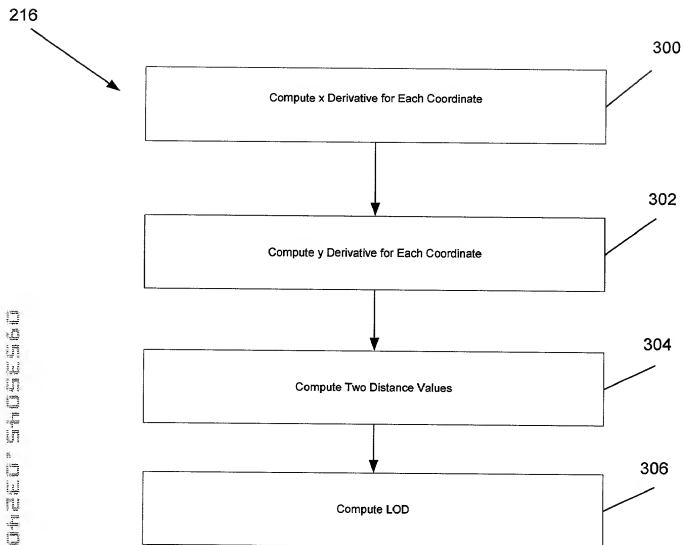 216
300
Compute x Derivative for Each Coordinate
302
Compute y Derivative for Each Coordinate
304
Compute Two Distance Values
306
Compute LOD